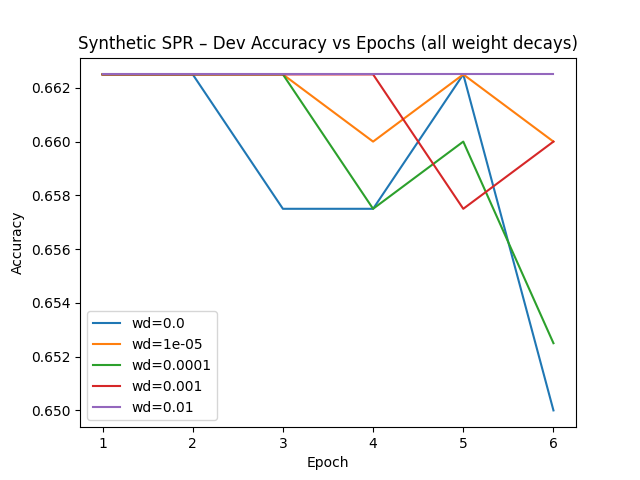 Synthetic SPR – Dev Accuracy vs Epochs (all weight decays)
0.662
0.660
0.658
0.656
0.654
0.652
0.650
Accuracy
wd=0.0
wd=1e-05
wd=0.0001
wd=0.001
wd=0.01
1 2 3 4 5 6
Epoch